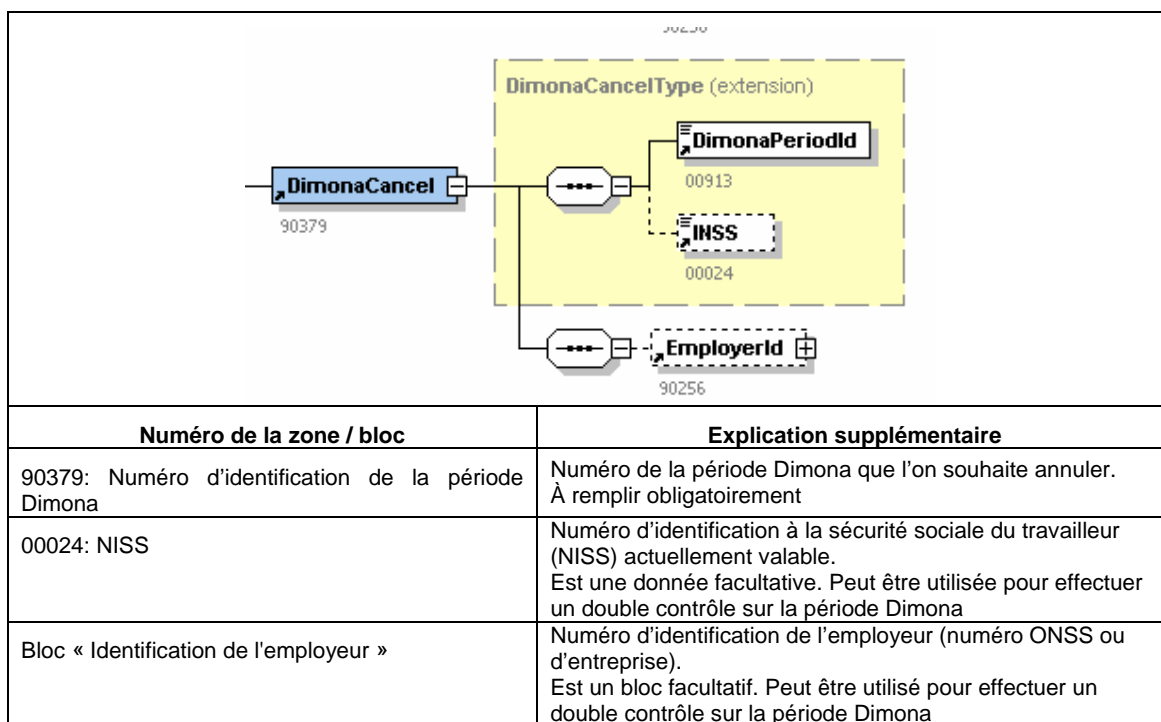 DimonaCancelType (extension)
DimonaPeriodId
00913
DimonaCancel
90379
INSS
00024
EmployerId
90256
Numéro de la zone / bloc
Explication supplémentaire
90379: Numéro d'identification de la période
Dimona
Numéro de la période Dimona que l'on souhaite annuler.
À remplir obligatoirement
00024: NISS
Numéro d'identification à la sécurité sociale du travailleur
(NISS) actuellement valable.
Est une donnée facultative. Peut être utilisée pour effectuer
un double contrôle sur la période Dimona
Bloc « Identification de l'employeur »
Numéro d'identification de l'employeur (numéro ONSS ou
d'entreprise).
Est un bloc facultatif. Peut être utilisé pour effectuer un
double contrôle sur la période Dimona